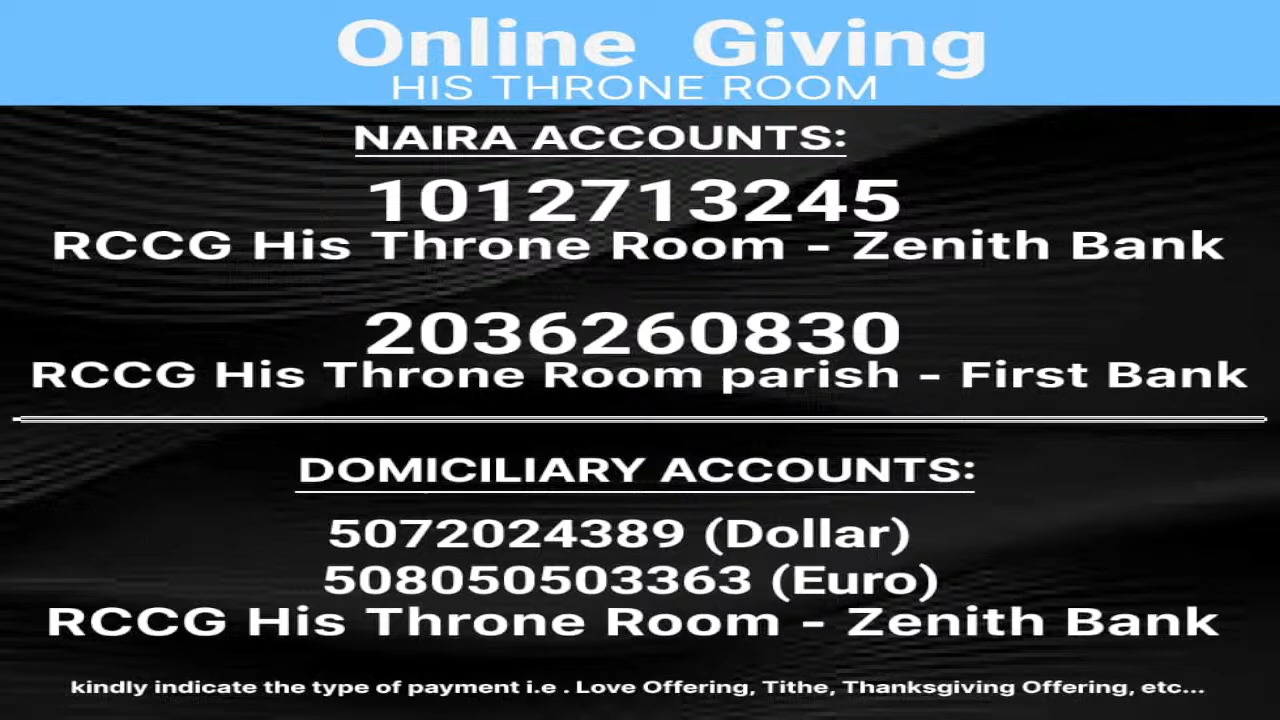 Online Giving
HIS THRONE ROOM
NAIRA ACCOUNTS:
1012713245
RCCG His Throne Room - Zenith Bank
2036260830
RCCG His Throne Room parish - First Bank
DOMICILIARY ACCOUNTS:
5072024389 (Dollar)
508050503363 (Euro)
RCCG His Throne Room - Zenith Bank
kindly indicate the type of payment i.e . Love Offering, Tithe, Thanksgiving Offering, etc...